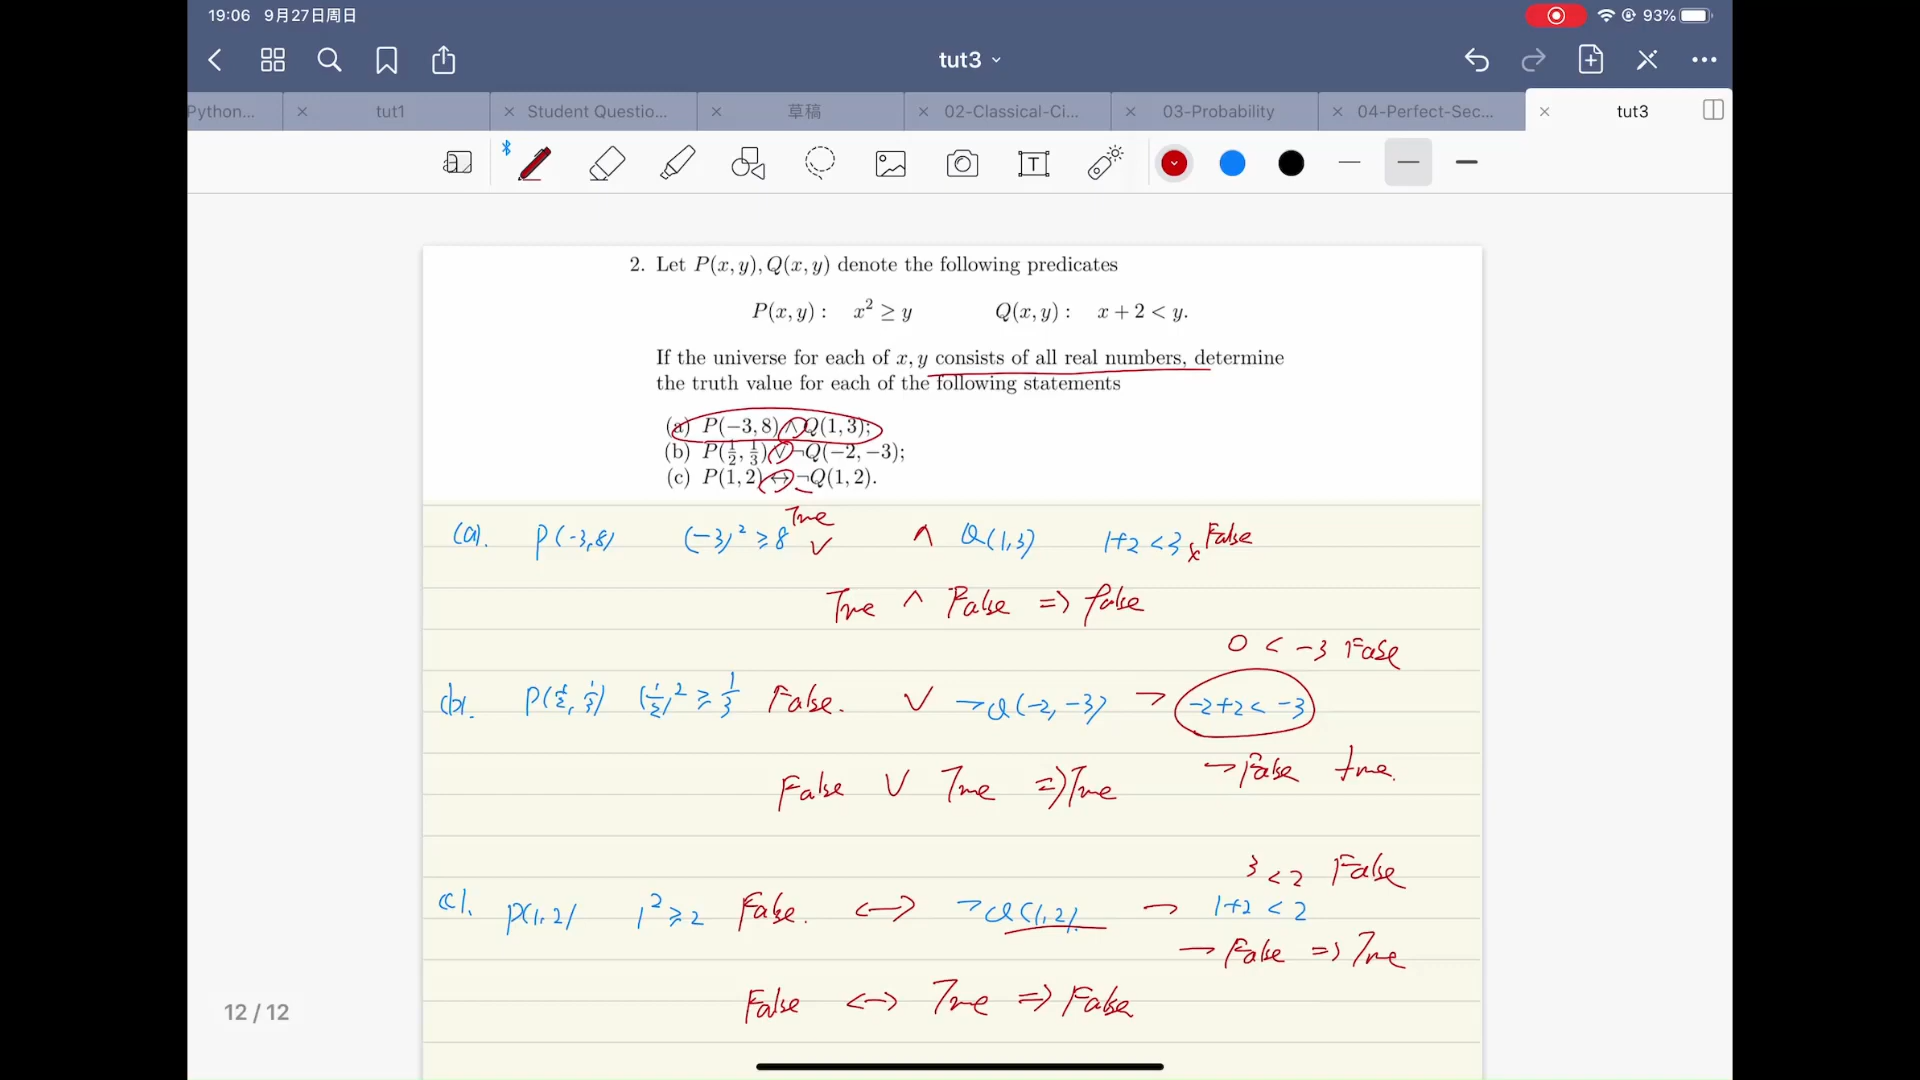 19:06 9月27日周日 93%
tut3
Python... tut1 Student Questio... 草稿 02-Classical-Ci... 03-Probability 04-Perfect-Sec... tut3
2. Let P(x, y), Q(x, y) denote the following predicates
P(x, y) : x² ≥ y Q(x, y) : x + 2 < y.
If the universe for each of x, y consists of all real numbers, determine
the truth value for each of the following statements
(a) P(−3, 8) ∧ Q(1, 3);
(b) P(1/2, 1/3) ∨ ¬Q(−2, −3);
(c) P(1, 2) ↔ ¬Q(1, 2).
True
(a). P(-3,8) (-3)² ≥ 8 ✓ ∧ Q(1,3) 1+2 < 3 × False
True ∧ False => false
0 < -3 False
(b). P(1/2, 1/3) (1/2)² ≥ 1/3 False. ∨ ¬Q(-2, -3) ¬ -2+2 < -3
¬ False true.
False ∨ True => True
3 < 2 False
(c). P(1,2) 1² ≥ 2 False. <-> ¬Q(1,2). ¬ 1+2 < 2
¬ False => True
False <-> True => False
12 / 12